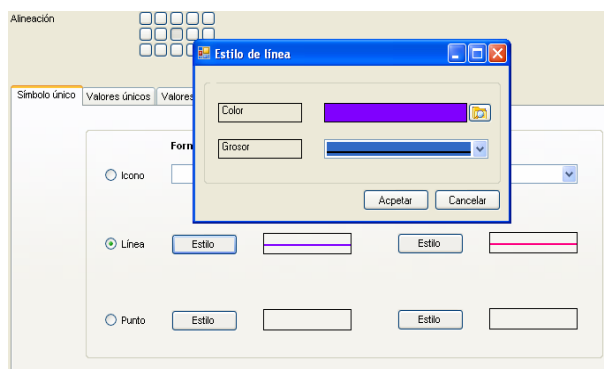 Alineación
Estilo de línea
Símbolo único
Valores únicos
Valores
Color
Form
Grosor
Icono
Acpetar
Cancelar
Línea
Estilo
Estilo
Punto
Estilo
Estilo